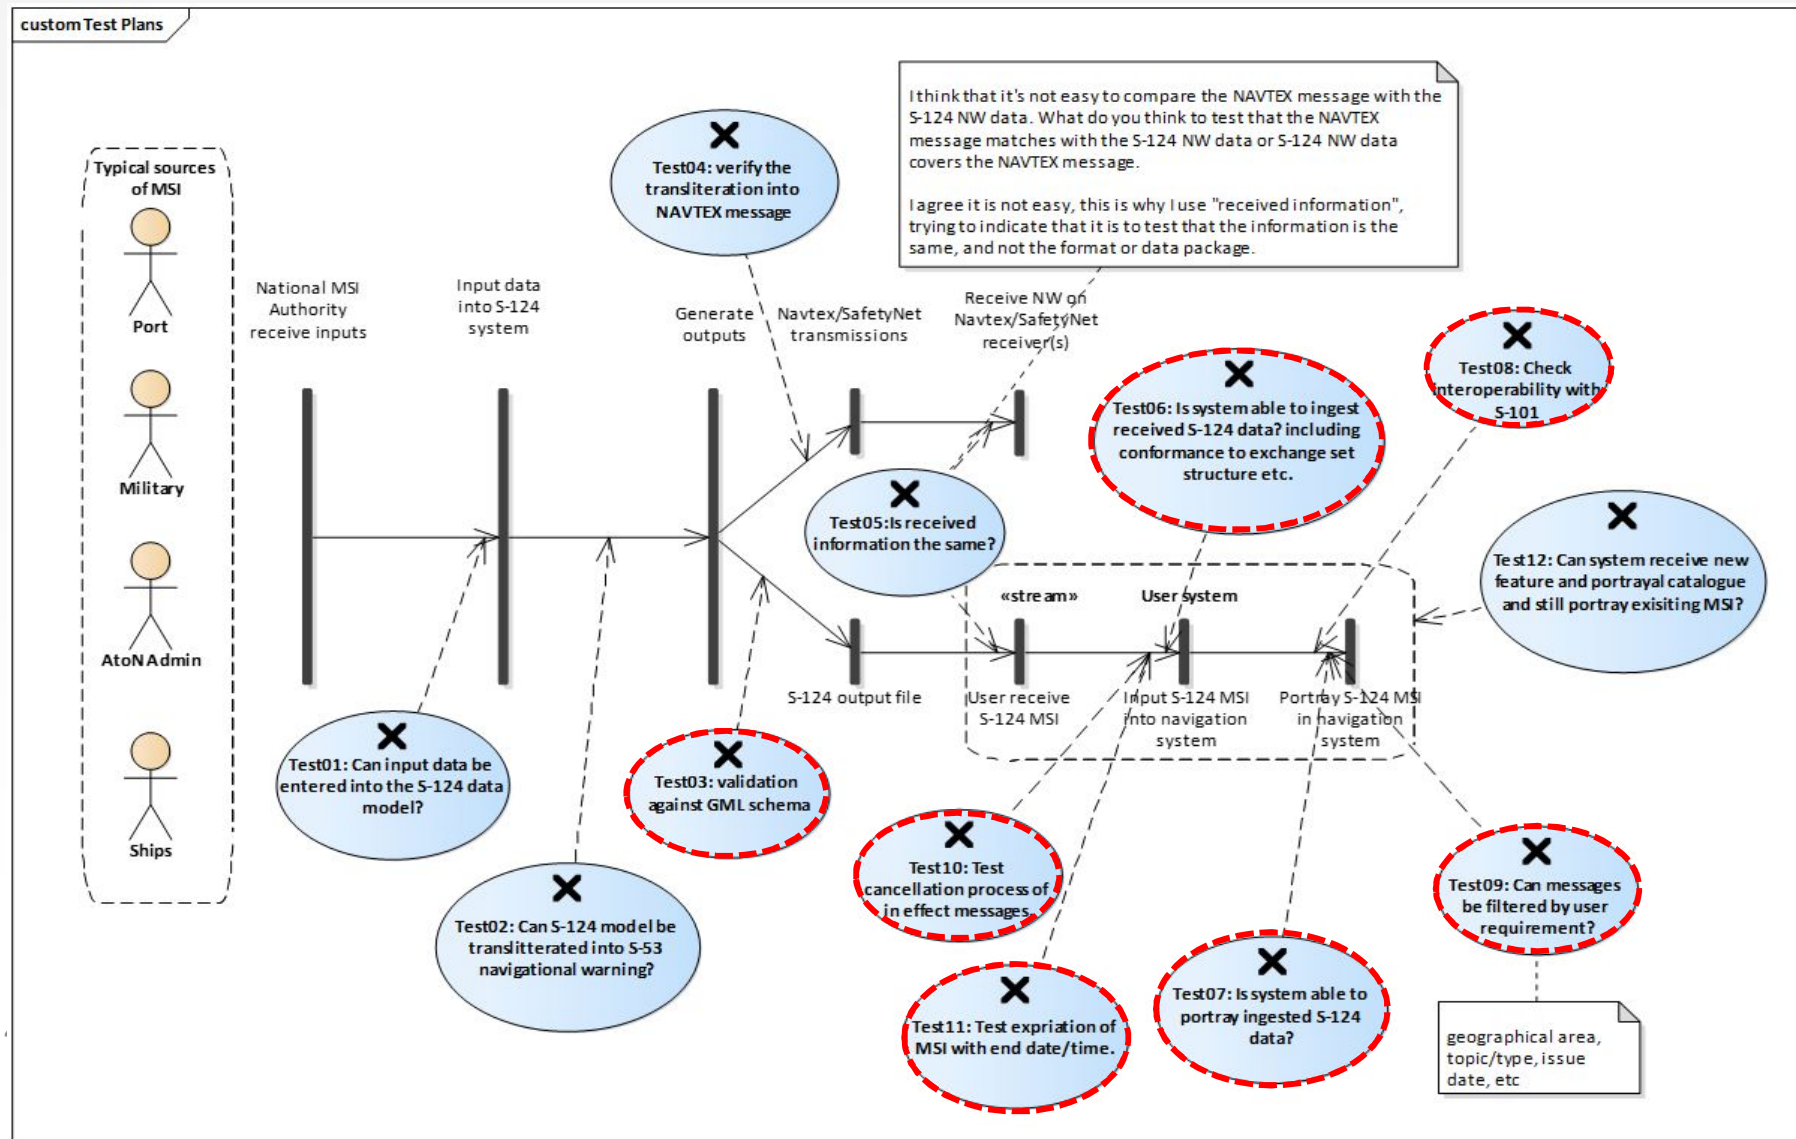 custom Test Plans
I think that it's not easy to compare the NAVTEX message with the
S-124 NW data. What do you think to test that the NAVTEX
message matches with the S-124 NW data or S-124 NW data
covers the NAVTEX message.
I agree it is not easy, this is why I use "received information",
trying to indicate that it is to test that the information is the
same, and not the format or data package.
Typical sources
of MSI
Port
Military
AtoN Admin
Ships
National MSI
Authority
receive inputs
Input data
into S-124
system
Test04: verify the
transliteration into
NAVTEX message
Generate
outputs
Navtex/SafetyNet
transmissions
Receive NW on
Navtex/SafetyNet
receiver(s)
Test06: Is system able to ingest
received S-124 data? including
conformance to exchange set
structure etc.
Test08: Check
interoperability with
S-101
Test05:Is received
information the same?
Test12: Can system receive new
feature and portrayal catalogue
and still portray exisiting MSI?
«stream»
User system
S-124 output file
User receive
S-124 MSI
Input S-124 MSI
into navigation
system
Portray S-124 MSI
in navigation
system
Test01: Can input data be
entered into the S-124 data
model?
Test03: validation
against GML schema
Test02: Can S-124 model be
translitterated into S-53
navigational warning?
Test10: Test
cancellation process of
in effect messages.
Test11: Test expriation of
MSI with end date/time.
Test07: Is system able to
portray ingested S-124
data?
Test09: Can messages
be filtered by user
requirement?
geographical area,
topic/type, issue
date, etc